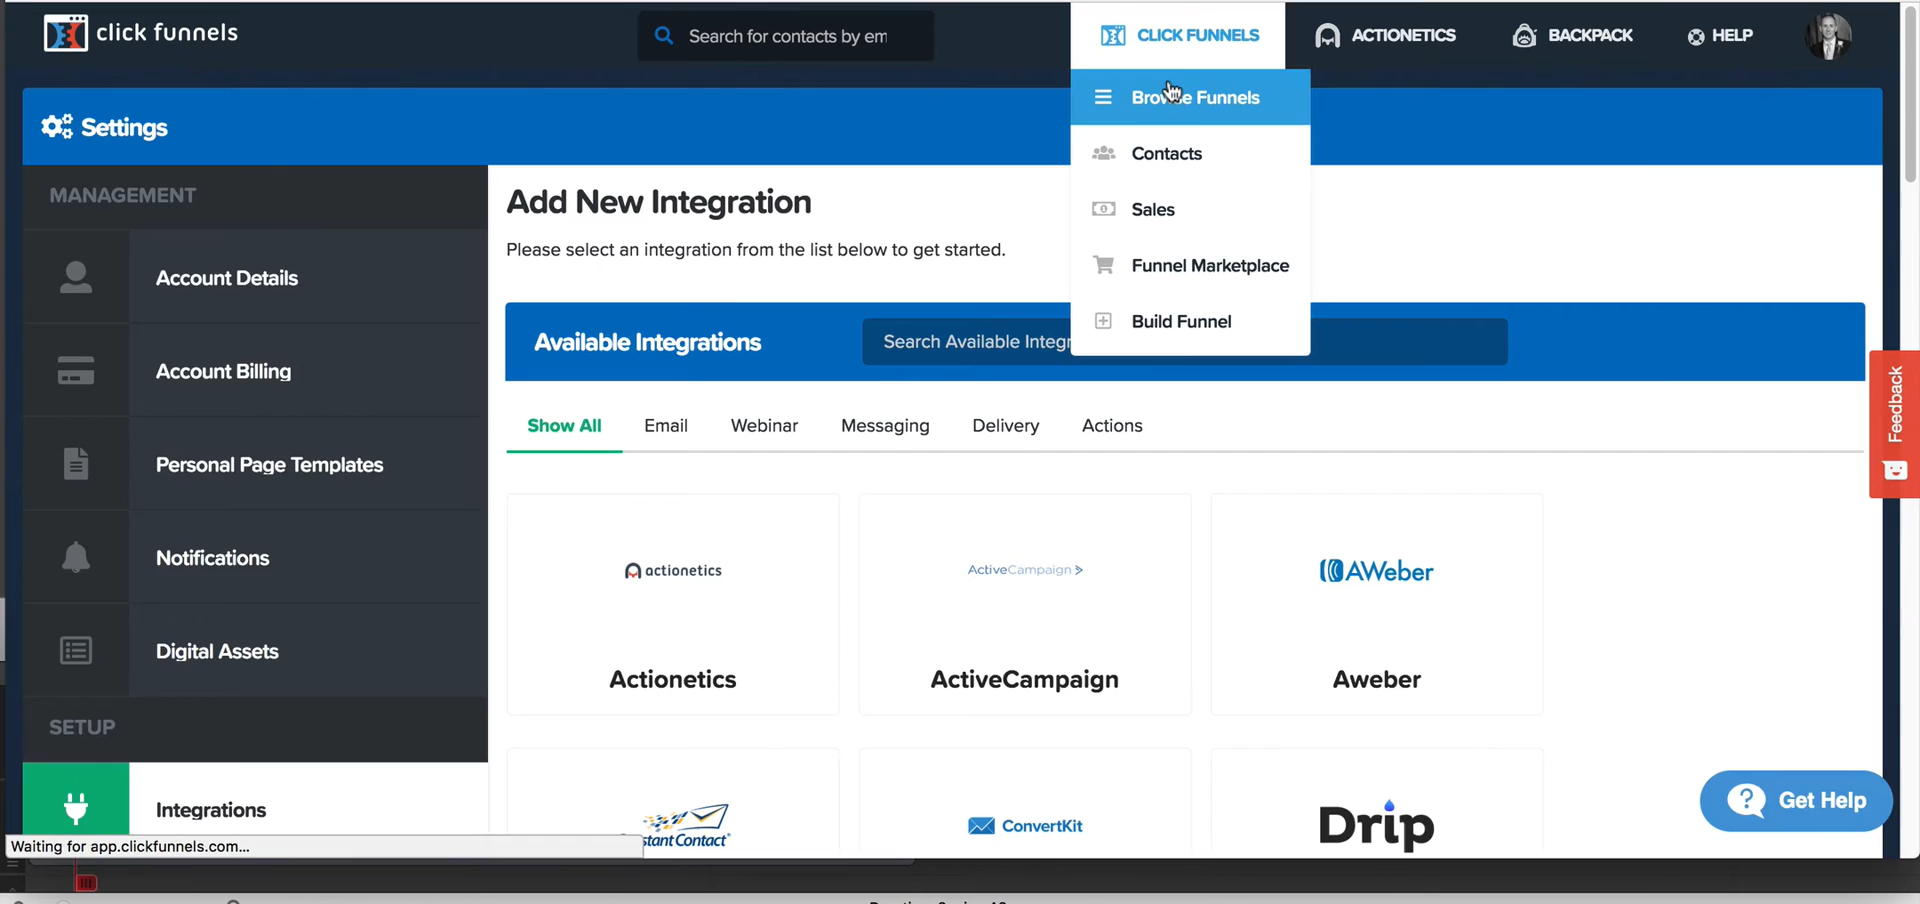 click funnels
Search for contacts by em
CLICK FUNNELS
ACTIONETICS
BACKPACK
HELP
Browse Funnels
Contacts
Sales
Funnel Marketplace
Build Funnel
Settings
MANAGEMENT
Account Details
Account Billing
Personal Page Templates
Notifications
Digital Assets
SETUP
Integrations
Add New Integration
Please select an integration from the list below to get started.
Available Integrations
Search Available Integr
Show All
Email
Webinar
Messaging
Delivery
Actions
actionetics
ActiveCampaign >
AWeber
Actionetics
ActiveCampaign
Aweber
stant Contact
ConvertKit
Drip
Feedback
Get Help
Waiting for app.clickfunnels.com...